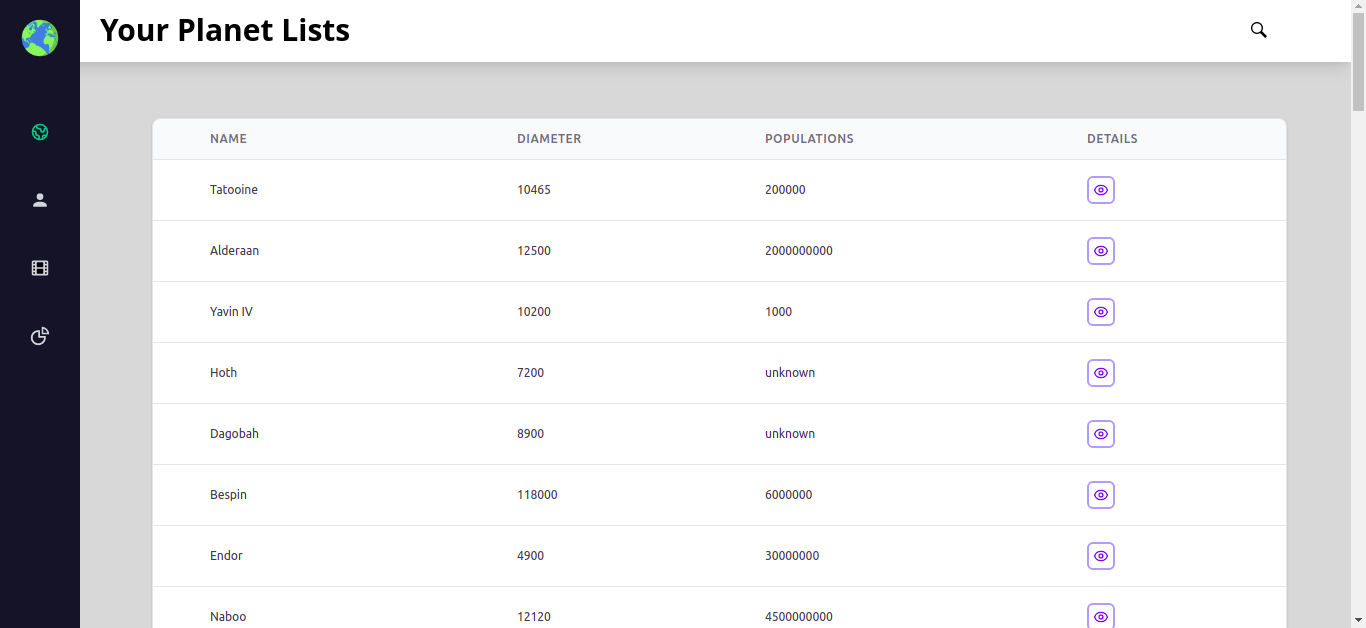 Your Planet Lists
NAME DIAMETER POPULATIONS DETAILS
Tatooine 10465 200000
Alderaan 12500 2000000000
Yavin IV 10200 1000
Hoth 7200 unknown
Dagobah 8900 unknown
Bespin 118000 6000000
Endor 4900 30000000
Naboo 12120 4500000000